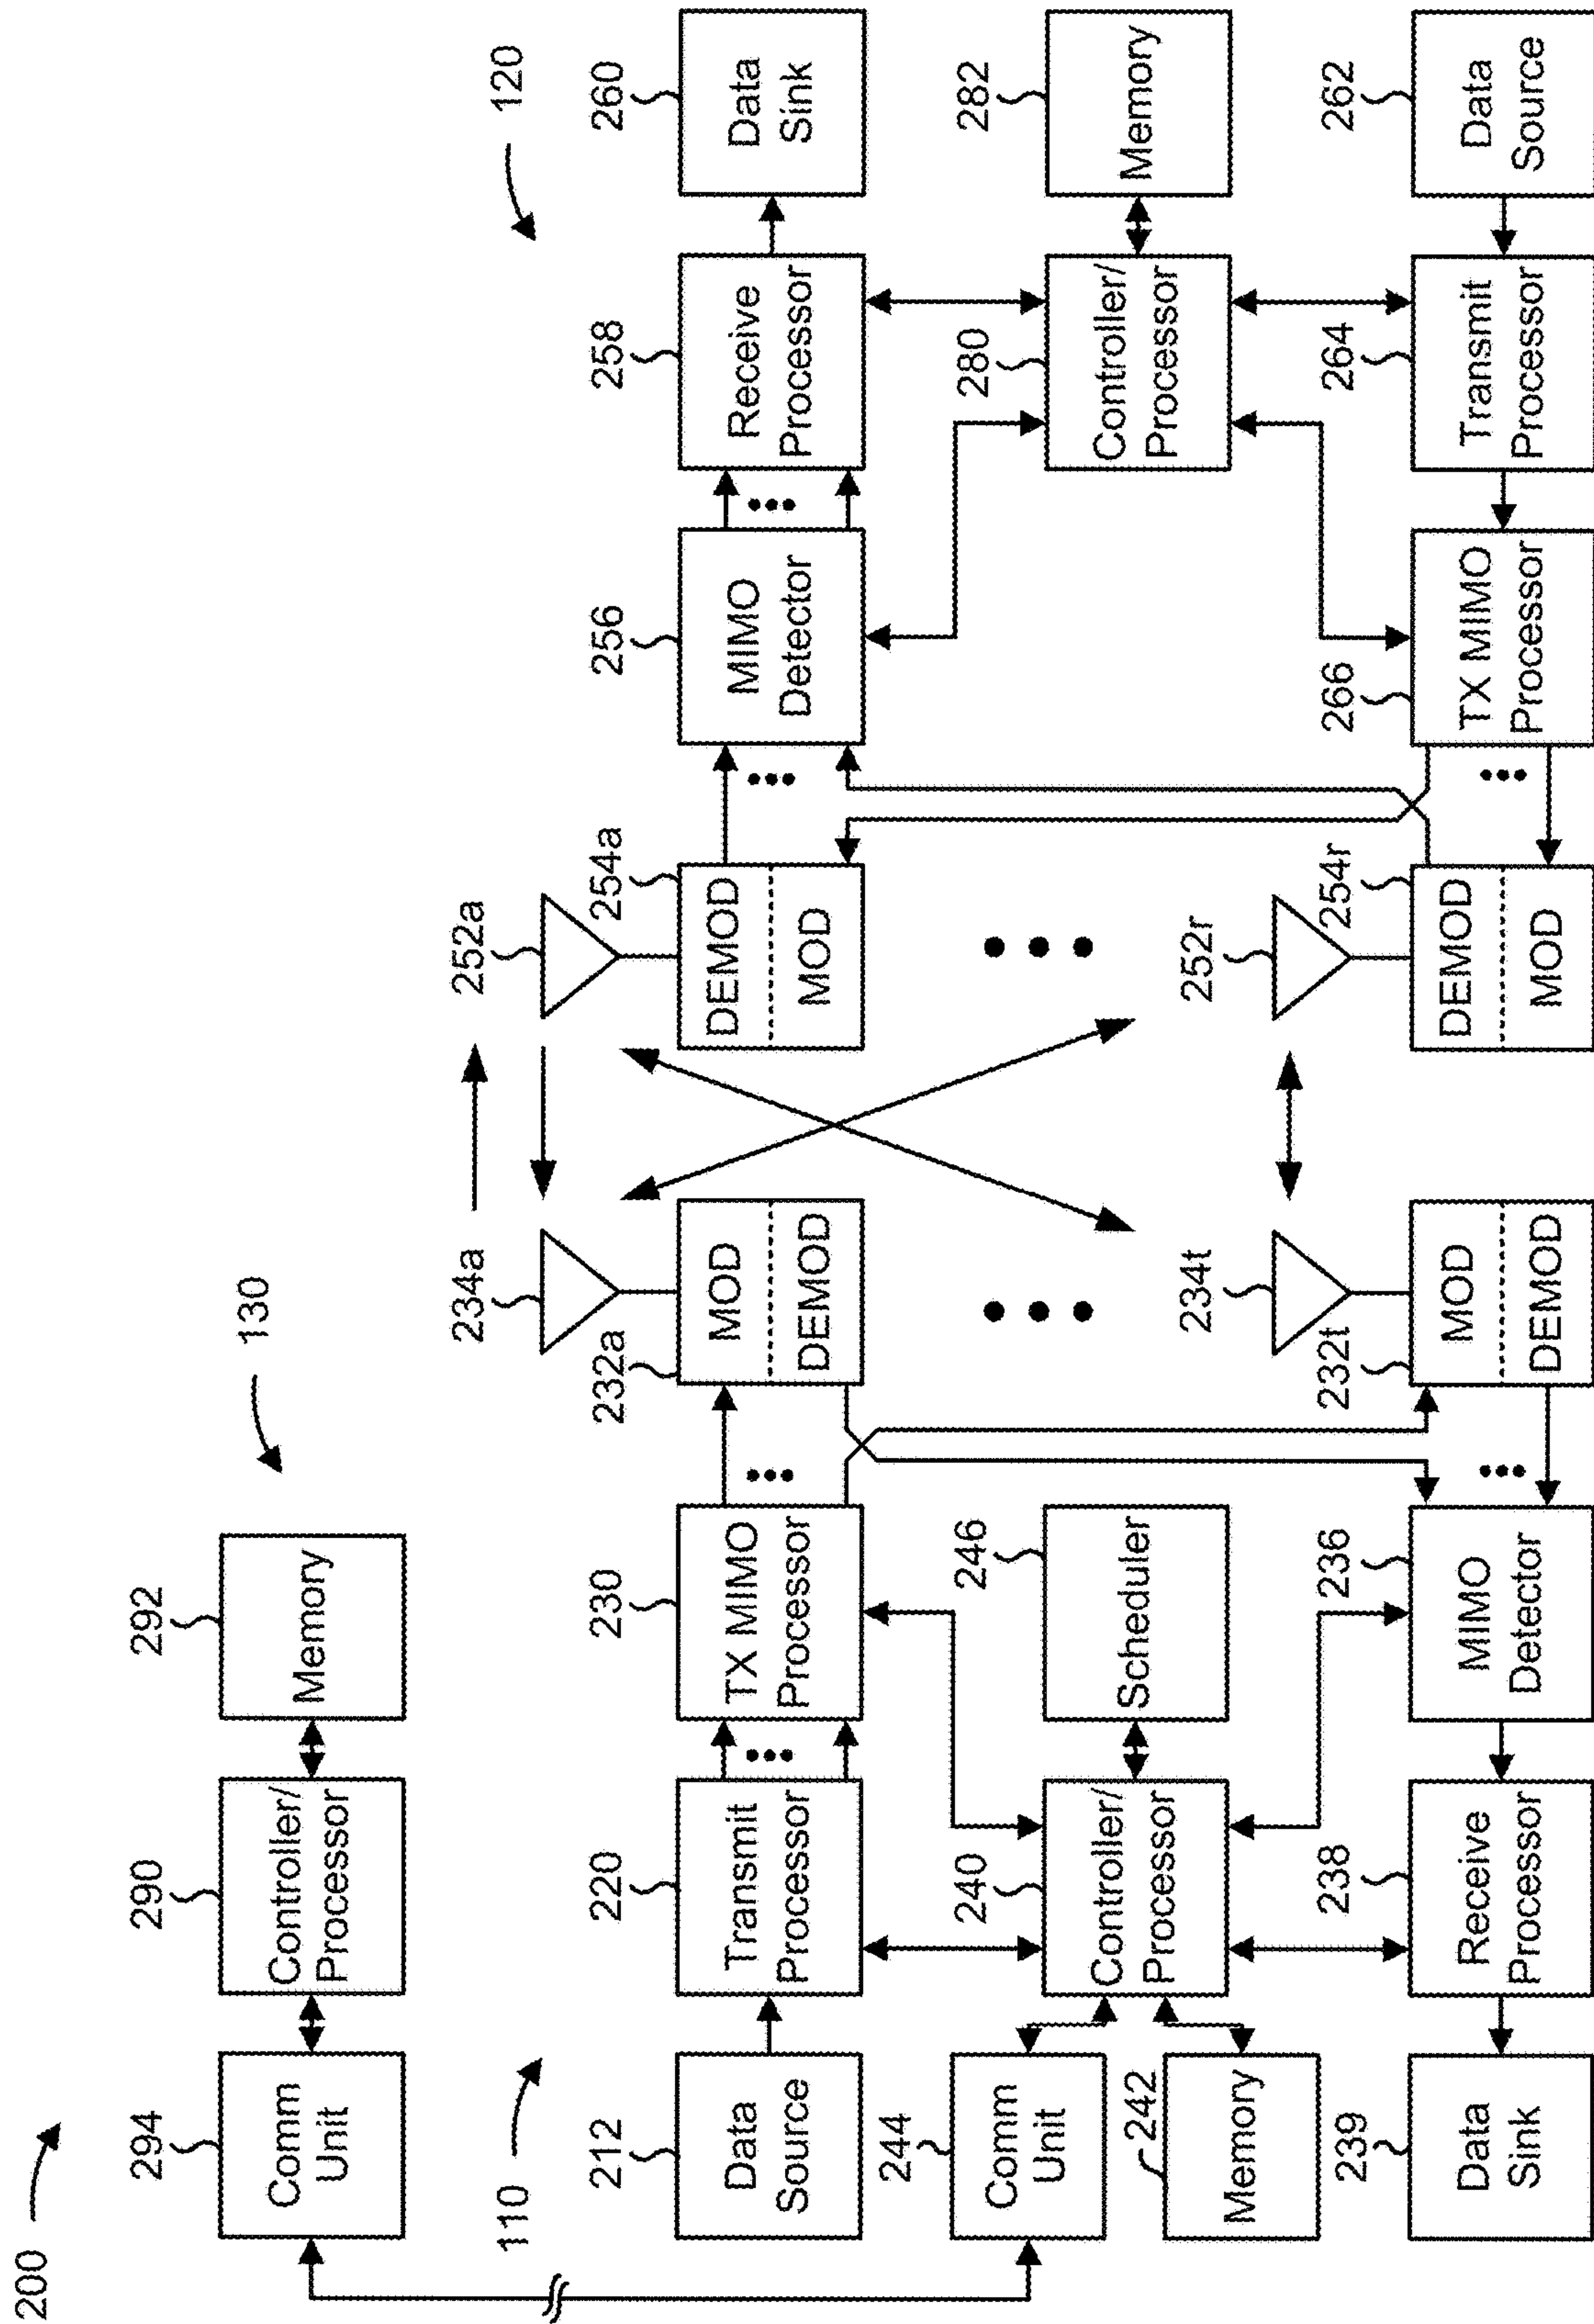 200
294
Comm
Unit
290
Controller/
Processor
292
Memory
130
110
212
Data
Source
220
Transmit
Processor
230
TX MIMO
Processor
232a
MOD
DEMOD
234a
252a
254a
DEMOD
MOD
256
MIMO
Detector
258
Receive
Processor
260
Data
Sink
120
244
Comm
Unit
242
Memory
240
Controller/
Processor
246
Scheduler
280
Controller/
Processor
282
Memory
239
Data
Sink
238
Receive
Processor
236
MIMO
Detector
232t
MOD
DEMOD
234t
252r
254r
DEMOD
MOD
266
TX MIMO
Processor
264
Transmit
Processor
262
Data
Source